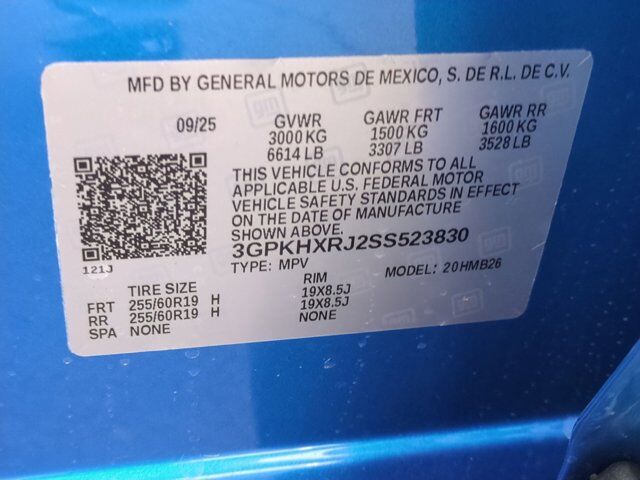 MFD BY GENERAL MOTORS DE MEXICO, S. DE R.L. DE C.V.
09/25 GVWR GAWR FRT GAWR RR
3000 KG 1500 KG 1600 KG
6614 LB 3307 LB 3528 LB
THIS VEHICLE CONFORMS TO ALL
APPLICABLE U.S. FEDERAL MOTOR
VEHICLE SAFETY STANDARDS IN EFFECT
ON THE DATE OF MANUFACTURE
SHOWN ABOVE.
3GPKHXRJ2SS523830
121J TYPE: MPV MODEL: 20HMB26
TIRE SIZE RIM
FRT 255/60R19 H 19X8.5J
RR 255/60R19 H 19X8.5J
SPA NONE NONE